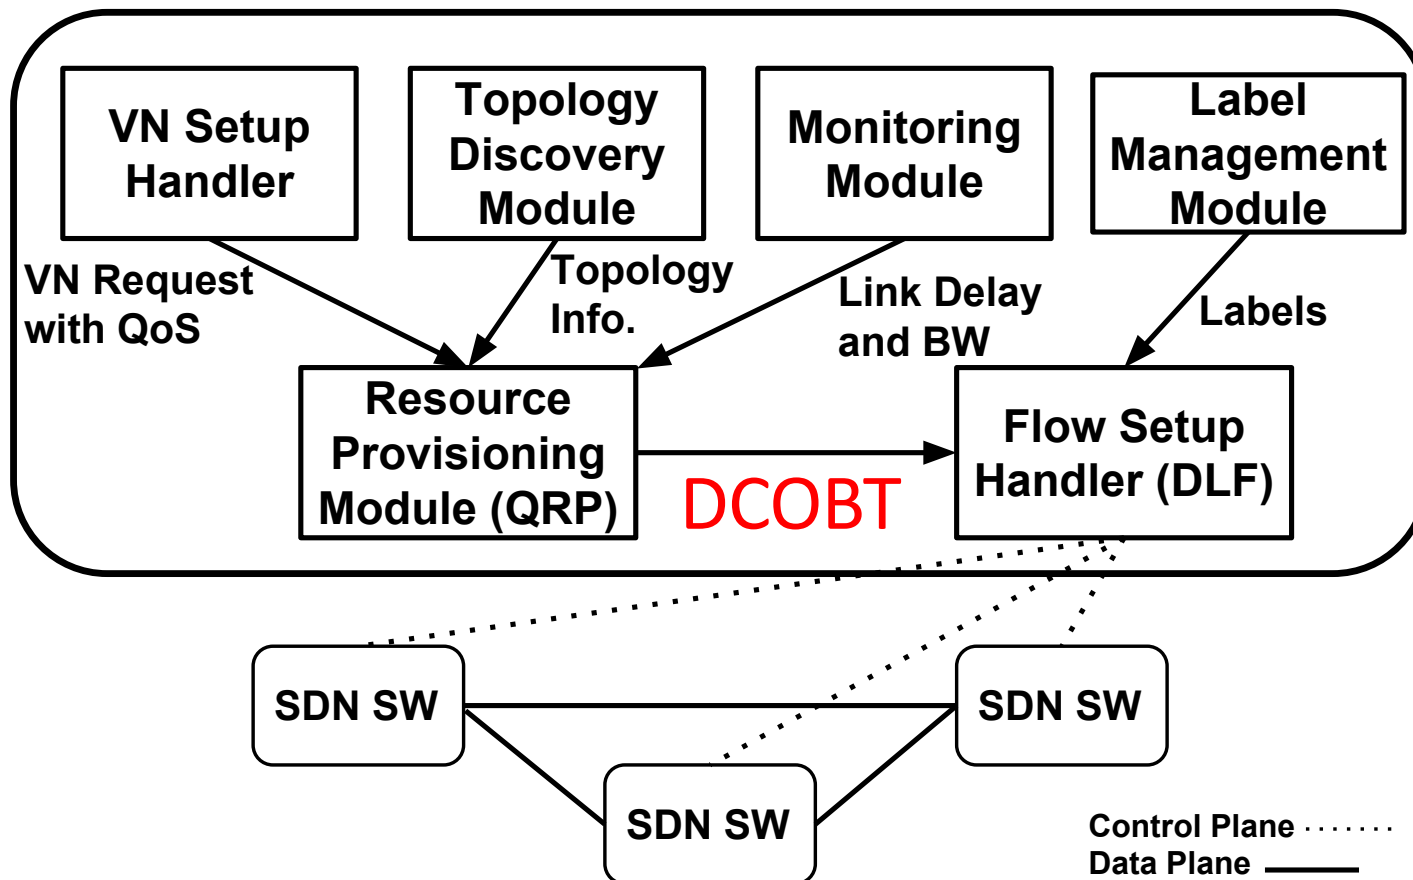 VN Setup
Handler
Topology
Discovery
Module
Monitoring
Module
Label
Management
Module
VN Request
with QoS
Topology
Info.
Link Delay
and BW
Labels
Resource
Provisioning
Module (QRP)
DCOBT
Flow Setup
Handler (DLF)
SDN SW
SDN SW
SDN SW
Control Plane
Data Plane